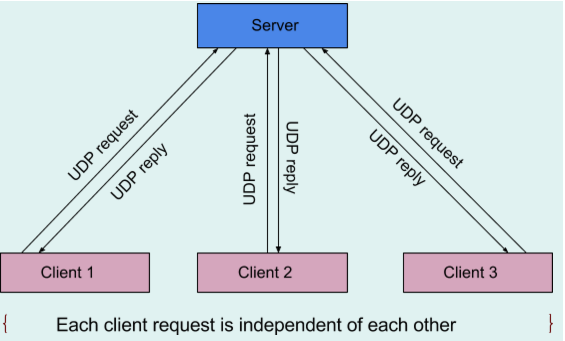 Server
UDP request
UDP reply
UDP request
UDP reply
UDP request
UDP reply
Client 1
Client 2
Client 3
{ Each client request is independent of each other }